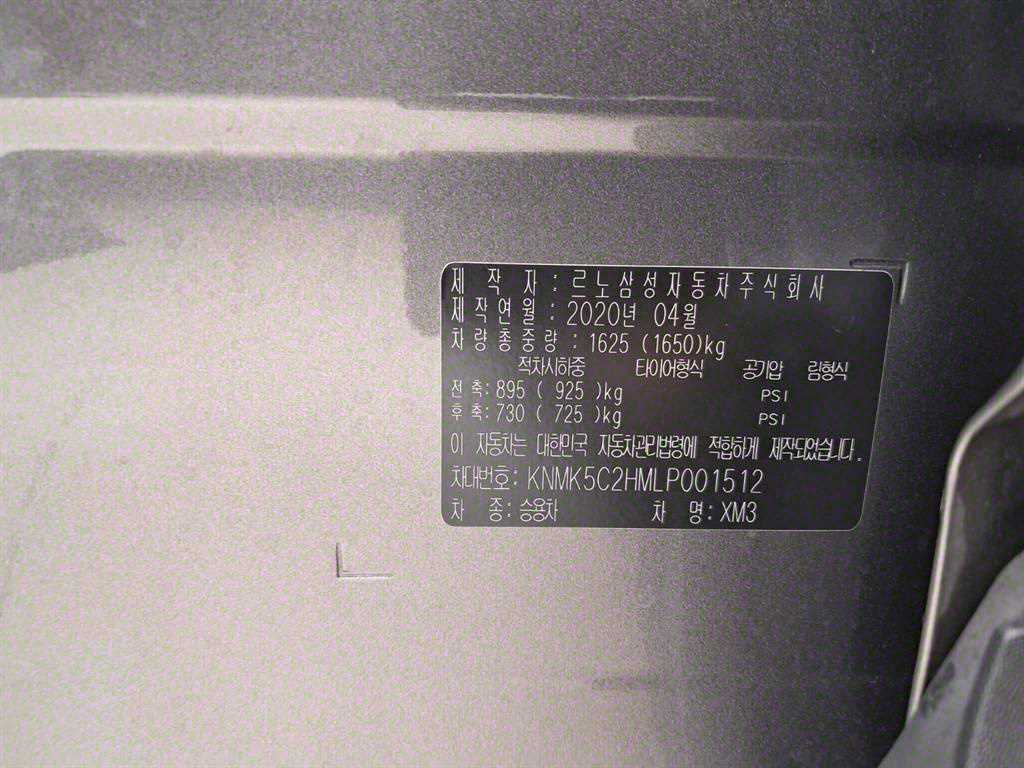 제 작 자 : 르노삼성자동차주식회사
제작연월 : 2020년 04월
차 량 총 중 량 : 1625 (1650)kg
적차시하중 타이어형식 공기압 림형식
전 축: 895 ( 925 )kg PSI
후 축: 730 ( 725 )kg PSI
이 자동차는 대한민국 자동차관리법령에 적합하게 제작되었습니다.
차대번호: KNMK5C2HMLP001512
차 종: 승용차 차 명: XM3